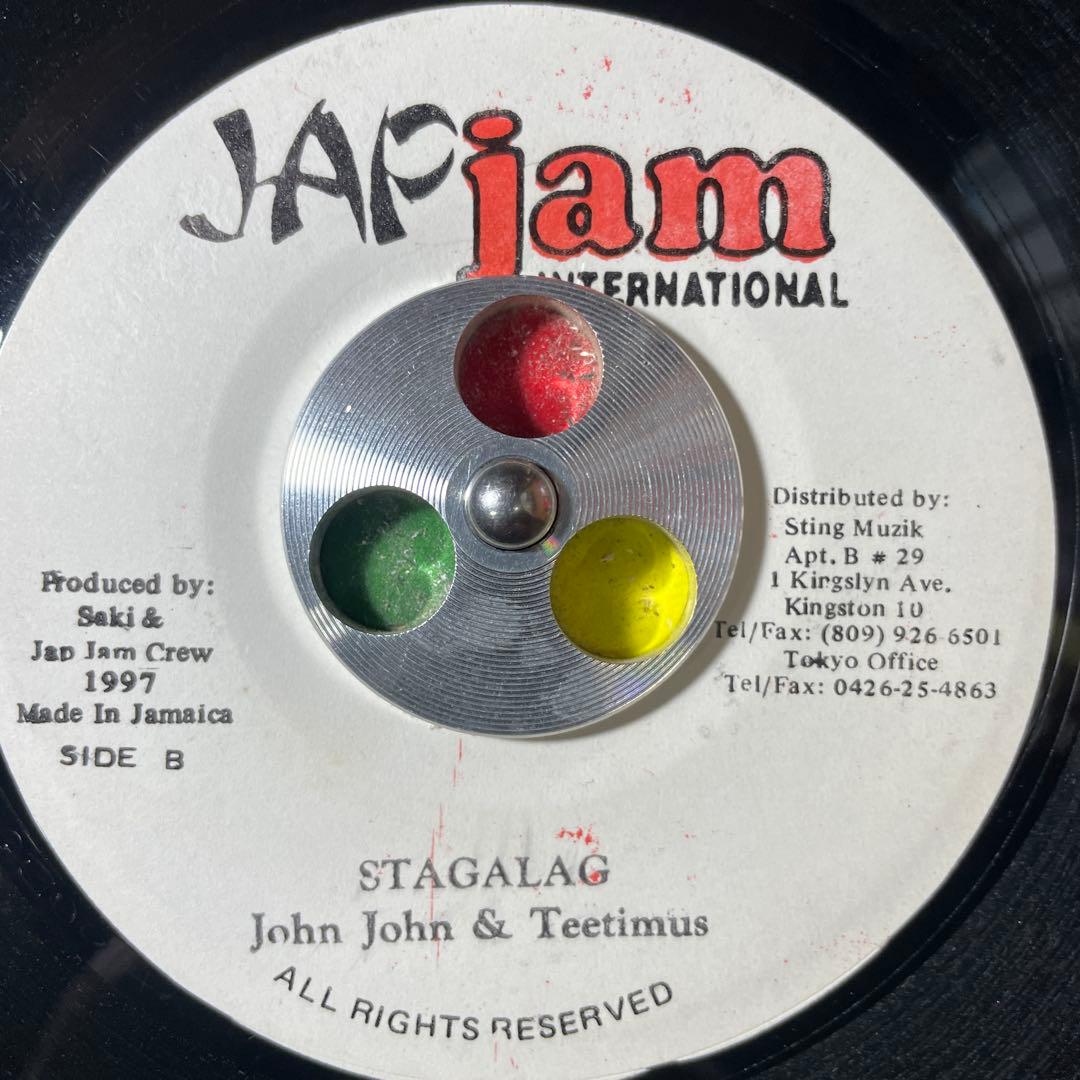 JAP jam
INTERNATIONAL
Distributed by:
Sting Muzik
Apt. B # 29
1 Kingslyn Ave.
Kingston 10
Tel/Fax: (809) 926 6501
Tokyo Office
Tel/Fax: 0426-25-4863
Produced by:
Saki &
Jap Jam Crew
1997
Made In Jamaica
SIDE B
STAGALAG
John John & Teetimus
ALL RIGHTS RESERVED